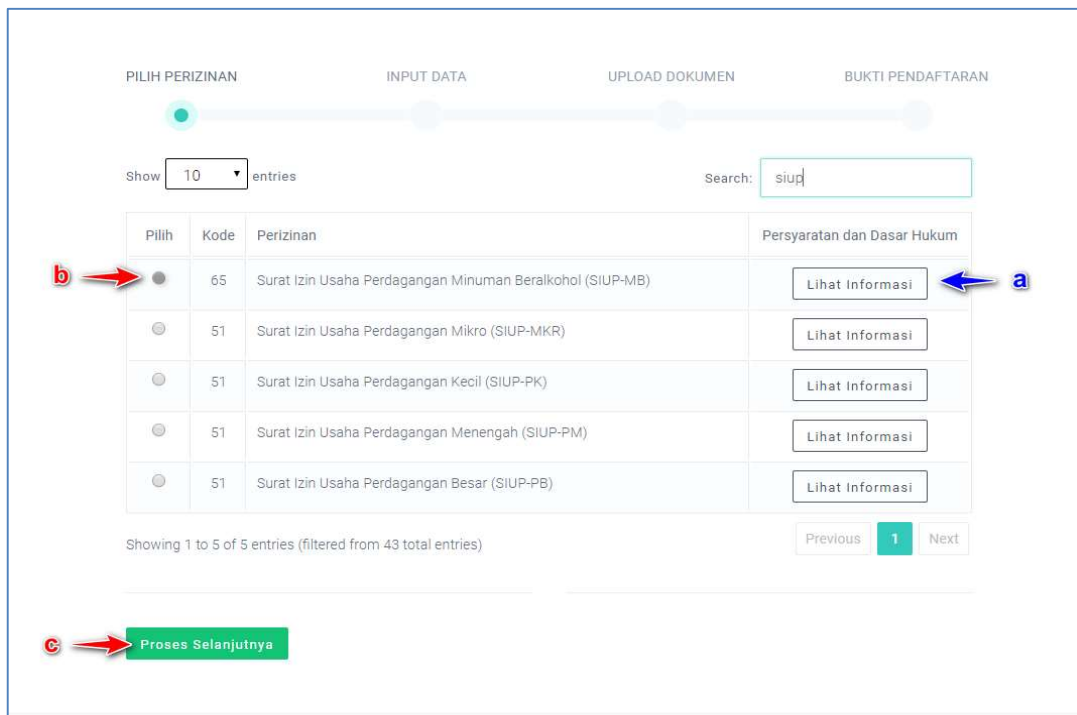 PILIH PERIZINAN INPUT DATA UPLOAD DOKUMEN BUKTI PENDAFTARAN
Show 10 entries Search: siup
Pilih Kode Perizinan Persyaratan dan Dasar Hukum
b 65 Surat Izin Usaha Perdagangan Minuman Beralkohol (SIUP-MB) Lihat Informasi a
51 Surat Izin Usaha Perdagangan Mikro (SIUP-MKR) Lihat Informasi
51 Surat Izin Usaha Perdagangan Kecil (SIUP-PK) Lihat Informasi
51 Surat Izin Usaha Perdagangan Menengah (SIUP-PM) Lihat Informasi
51 Surat Izin Usaha Perdagangan Besar (SIUP-PB) Lihat Informasi
Showing 1 to 5 of 5 entries (filtered from 43 total entries) Previous 1 Next
c Proses Selanjutnya